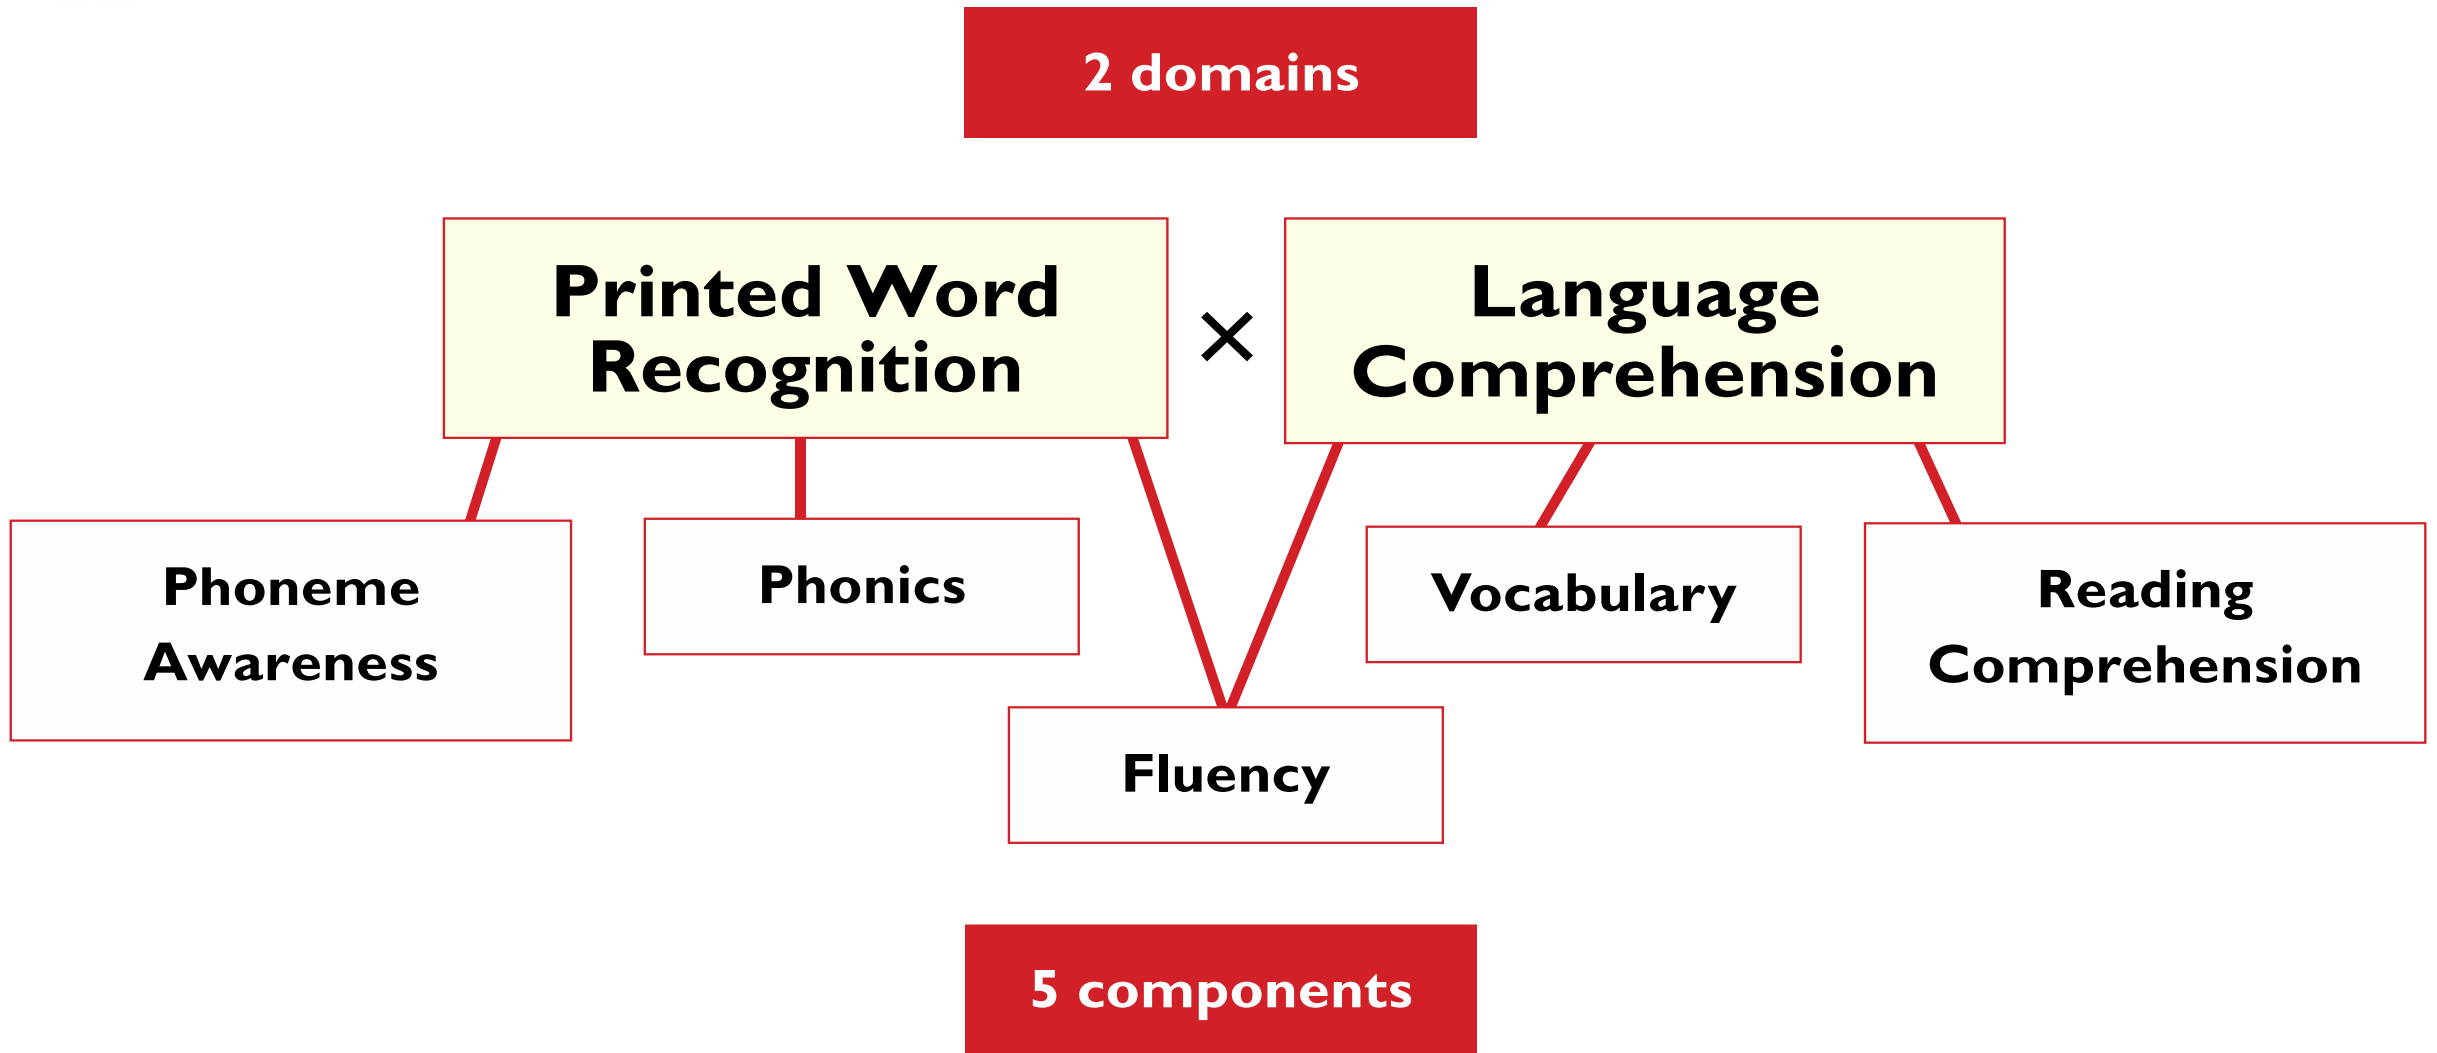 2 domains
Printed Word
Recognition
×
Language
Comprehension
Phoneme
Awareness
Phonics
Fluency
Vocabulary
Reading
Comprehension
5 components